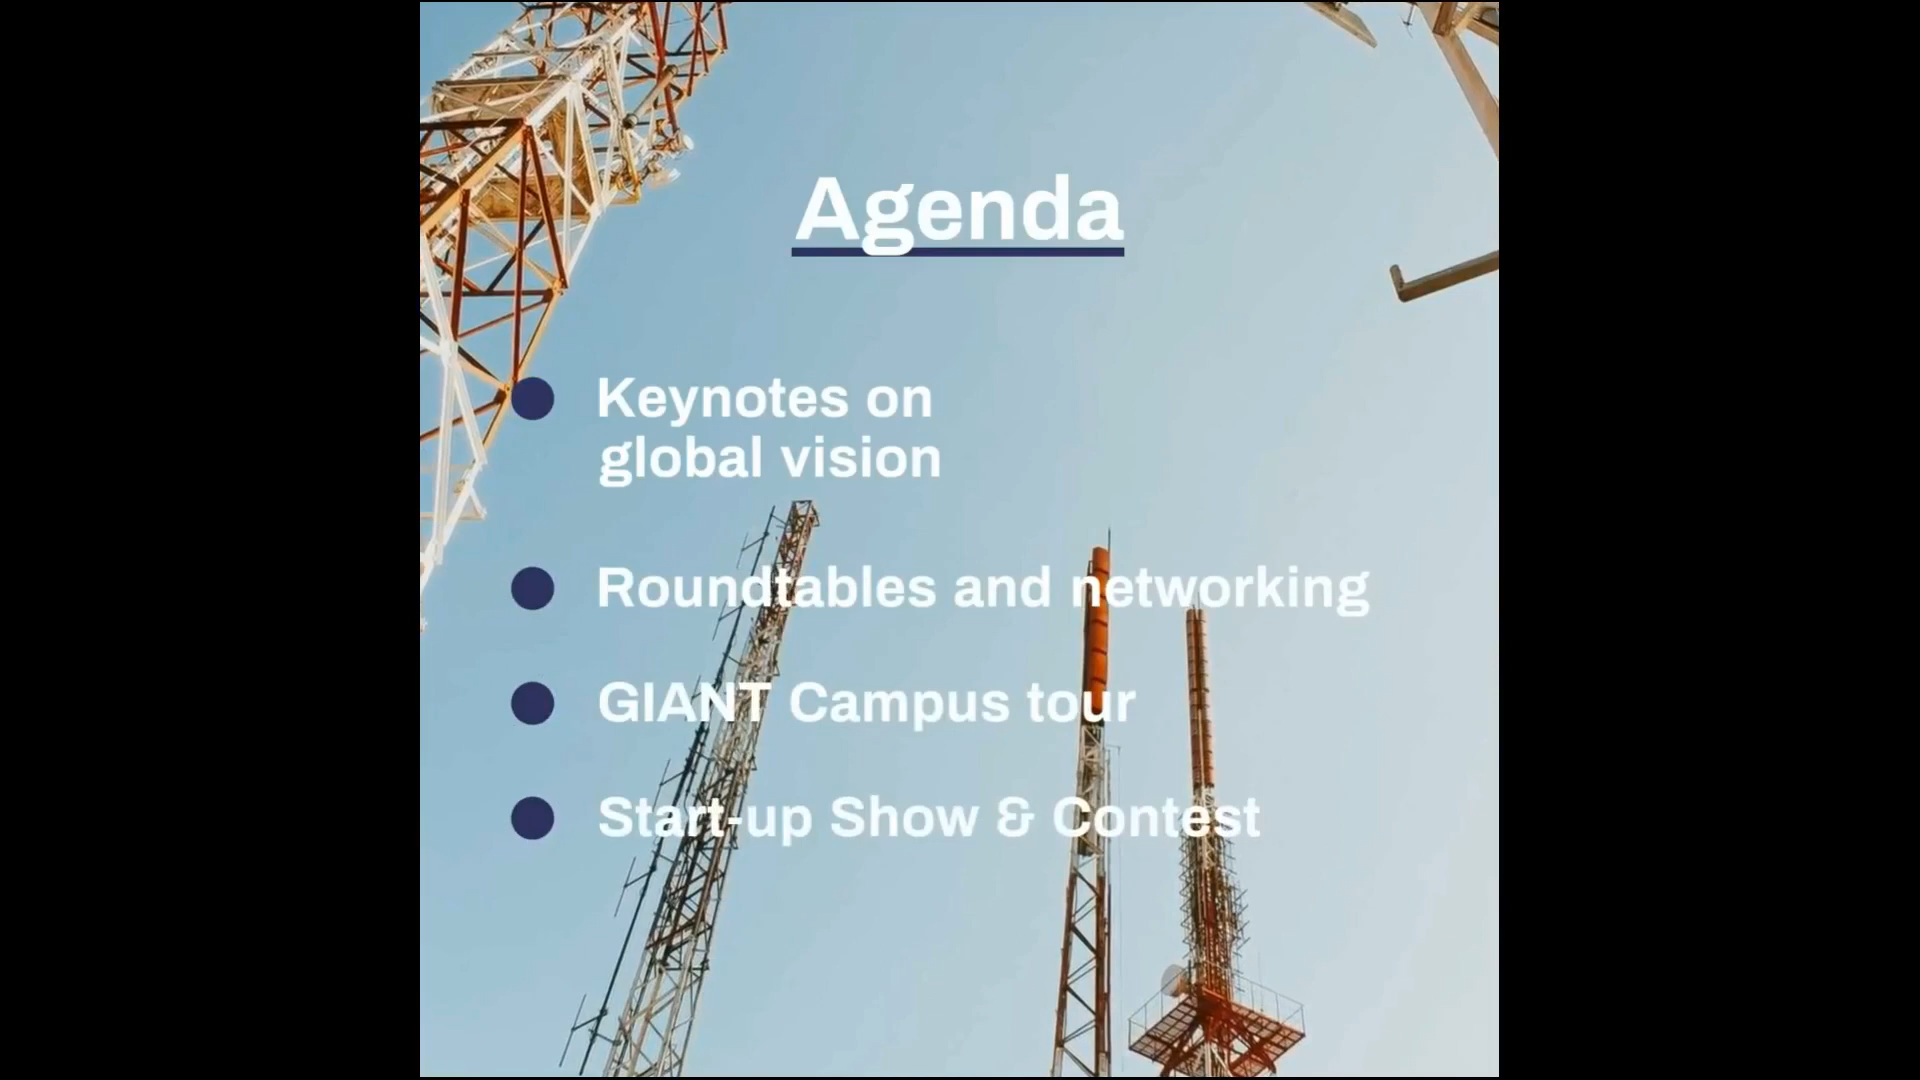 Agenda
Keynotes on
global vision
Roundtables and networking
GIANT Campus tour
Start-up Show & Contest